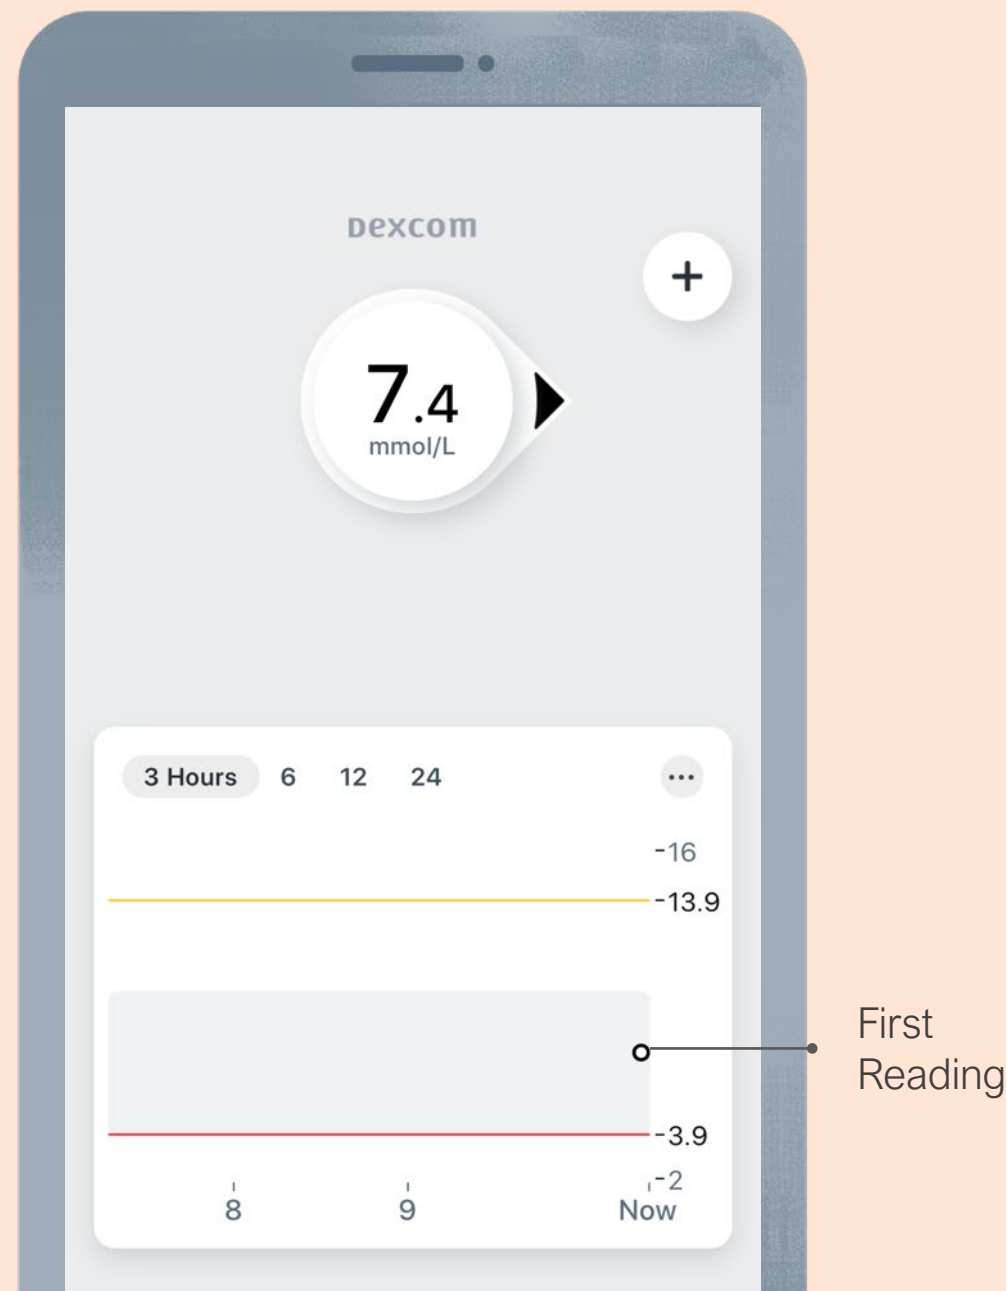 Dexcom
+
7.4
mmol/L
3 Hours 6 12 24
-16
-13.9
First
Reading
-3.9
-2
8 9 Now